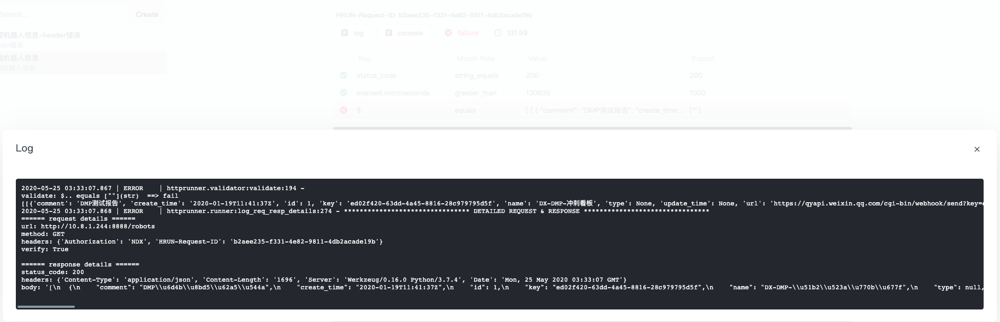 Search...
Create
取机器人信息-header错误
der错误
取机器人信息
取机器人信息
HRUN-Request-ID: b2aee235-f331-4e82-9811-4db2acade19b
log console failure 131.99
Key Match Rule Value Expect
status_code string_equals 200 200
elapsed.microseconds greater_than 130839 1000
$.. equals [ [ { "comment": "DMP测试报告", "create_time... [""]
Log
2020-05-25 03:33:07.867 | ERROR    | httprunner.validator:validate:194 -
validate: $.. equals [""](str)  ==> fail
[[{'comment': 'DMP测试报告', 'create_time': '2020-01-19T11:41:37Z', 'id': 1, 'key': 'ed02f420-63dd-4a45-8816-28c979795d5f', 'name': 'DX-DMP-冲刺看板', 'type': None, 'update_time': None, 'url': 'https://qyapi.weixin.qq.com/cgi-bin/webhook/send?key=
2020-05-25 03:33:07.868 | ERROR    | httprunner.runner:log_req_resp_details:274 - ******************************** DETAILED REQUEST & RESPONSE ********************************
====== request details ======
url: http://10.8.1.244:8888/robots
method: GET
headers: {'Authorization': 'NDX', 'HRUN-Request-ID': 'b2aee235-f331-4e82-9811-4db2acade19b'}
verify: True
====== response details ======
status_code: 200
headers: {'Content-Type': 'application/json', 'Content-Length': '1696', 'Server': 'Werkzeug/0.16.0 Python/3.7.4', 'Date': 'Mon, 25 May 2020 03:33:07 GMT'}
body: '[\n  {\n    "comment": "DMP\\u6d4b\\u8bd5\\u62a5\\u544a",\n    "create_time": "2020-01-19T11:41:37Z",\n    "id": 1,\n    "key": "ed02f420-63dd-4a45-8816-28c979795d5f",\n    "name": "DX-DMP-\\u51b2\\u523a\\u770b\\u677f",\n    "type": null,